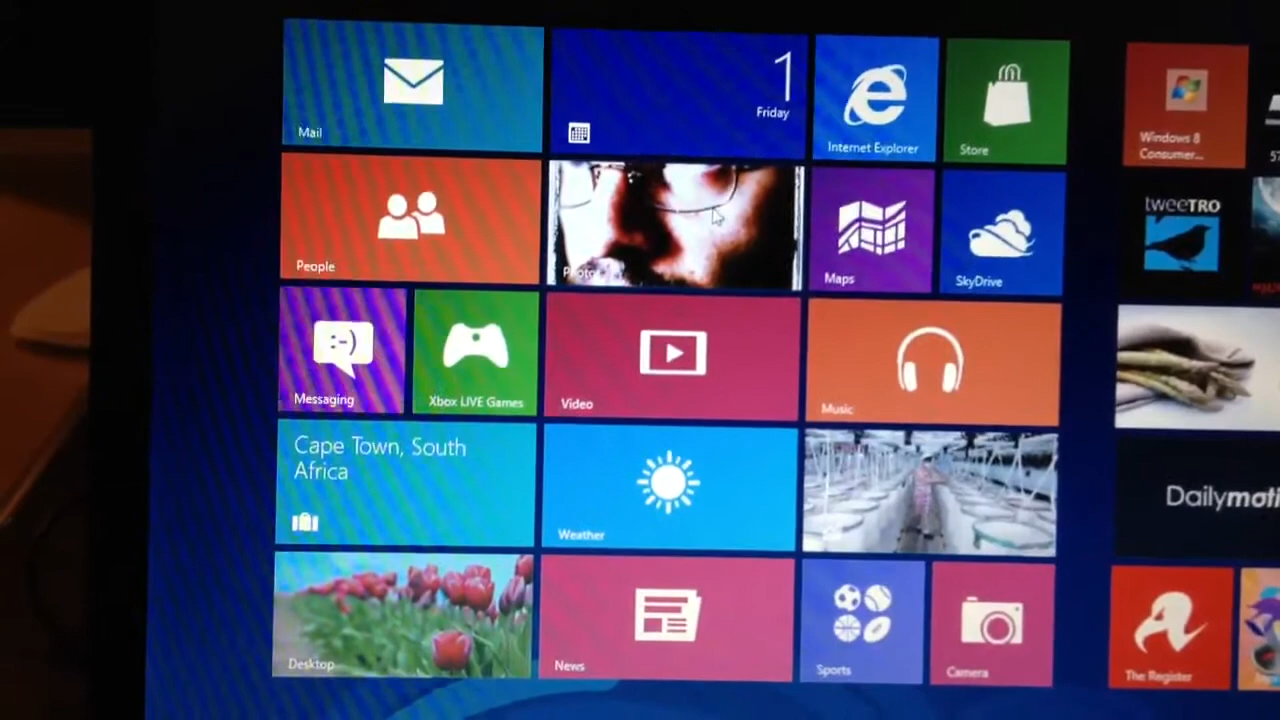 Mail
1
Friday
Internet Explorer
Store
Windows 8
Consumer...
People
Photos
Maps
SkyDrive
tweeTRO
:-)
Messaging
Xbox LIVE Games
Video
Music
Cape Town, South
Africa
Weather
Dailymoti
Desktop
News
Sports
Camera
The Register